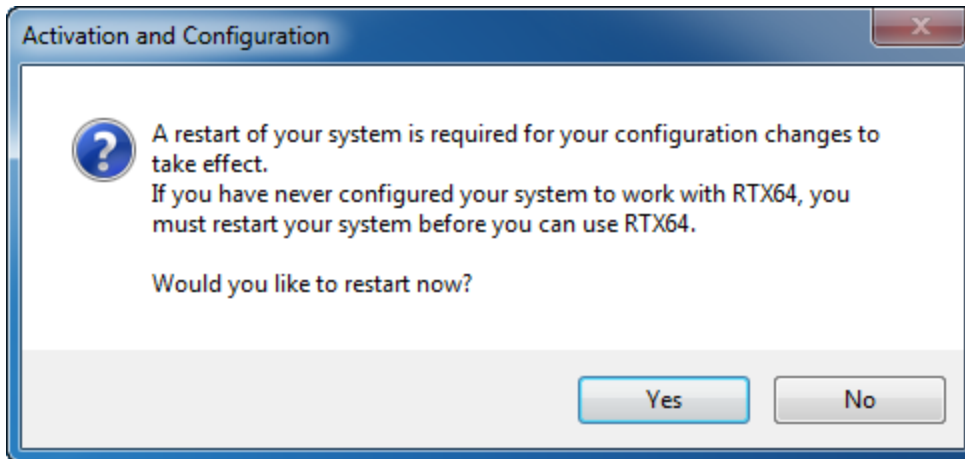 Activation and Configuration
A restart of your system is required for your configuration changes to
take effect.
If you have never configured your system to work with RTX64, you
must restart your system before you can use RTX64.
Would you like to restart now?
Yes
No